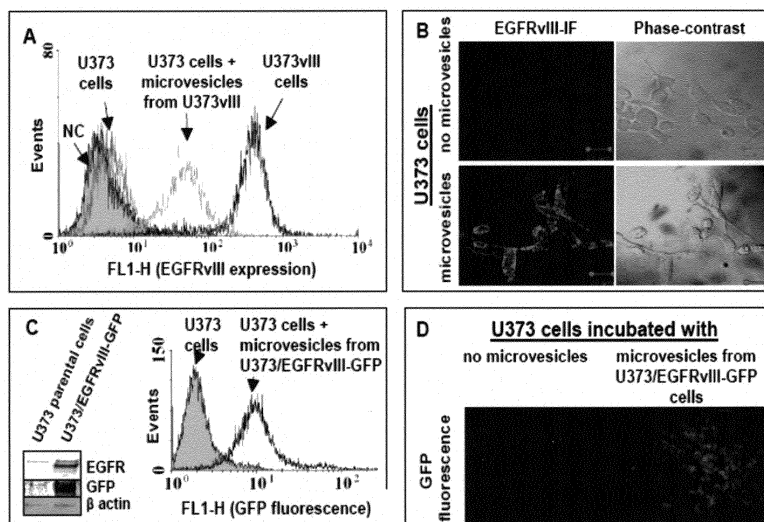 A
80
U373
cells
U373 cells +
microvesicles
from U373vIII
U373vIII
cells
NC
Events
0
10⁰
10¹
10²
10³
10⁴
FL1-H (EGFRvIII expression)
B
EGFRvIII-IF
Phase-contrast
U373 cells
no microvesicles
microvesicles
C
U373 parental cells
U373/EGFRvIII-GFP
EGFR
GFP
β actin
150
U373
cells
U373 cells +
microvesicles from
U373/EGFRvIII-GFP
Events
0
10⁰
10¹
10²
FL1-H (GFP fluorescence)
D
U373 cells incubated with
no microvesicles
microvesicles from
U373/EGFRvIII-GFP
cells
GFP
fluorescence